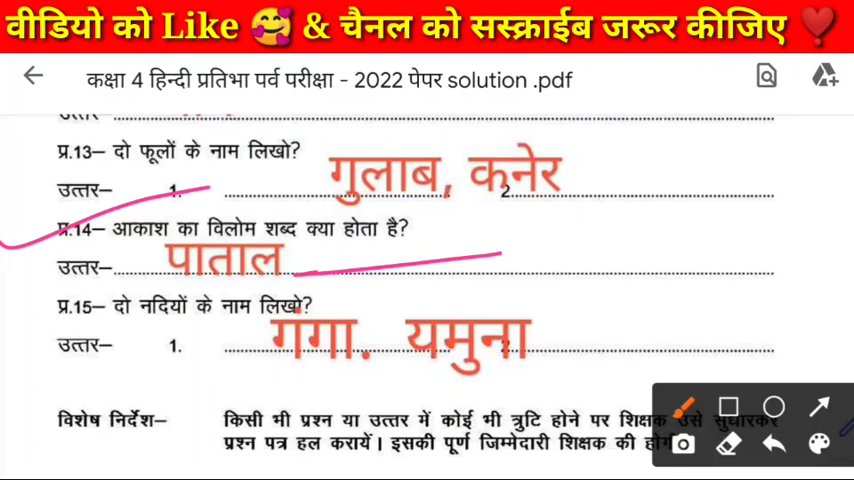 वीडियो को Like 🥰 & चैनल को सस्क्राईब जरूर कीजिए ❤️
कक्षा 4 हिन्दी प्रतिभा पर्व परीक्षा - 2022 पेपर solution .pdf
उत्तर–
प्र.13– दो फूलों के नाम लिखो?
उत्तर– 1. गुलाब, कनेर 2.
प्र.14– आकाश का विलोम शब्द क्या होता है?
उत्तर– पाताल
प्र.15– दो नदियों के नाम लिखो?
उत्तर– 1. गंगा. यमुना 2.
विशेष निर्देश– किसी भी प्रश्न या उत्तर में कोई भी त्रुटि होने पर शिक्षक उसे सुधारकर
प्रश्न पत्र हल करायें। इसकी पूर्ण जिम्मेदारी शिक्षक की